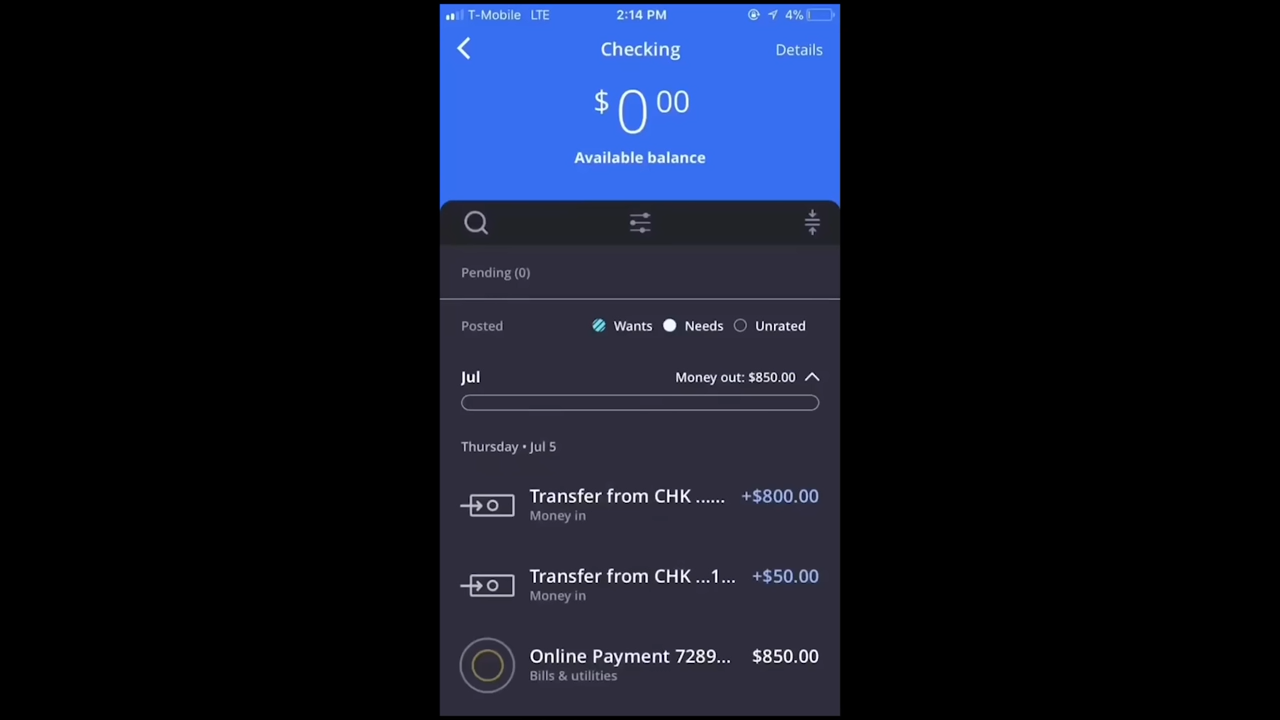 T-Mobile LTE 2:14 PM 4%
Checking Details
$0 00
Available balance
Pending (0)
Posted Wants Needs Unrated
Jul Money out: $850.00
Thursday • Jul 5
Transfer from CHK ...... +$800.00
Money in
Transfer from CHK ...1... +$50.00
Money in
Online Payment 7289... $850.00
Bills & utilities